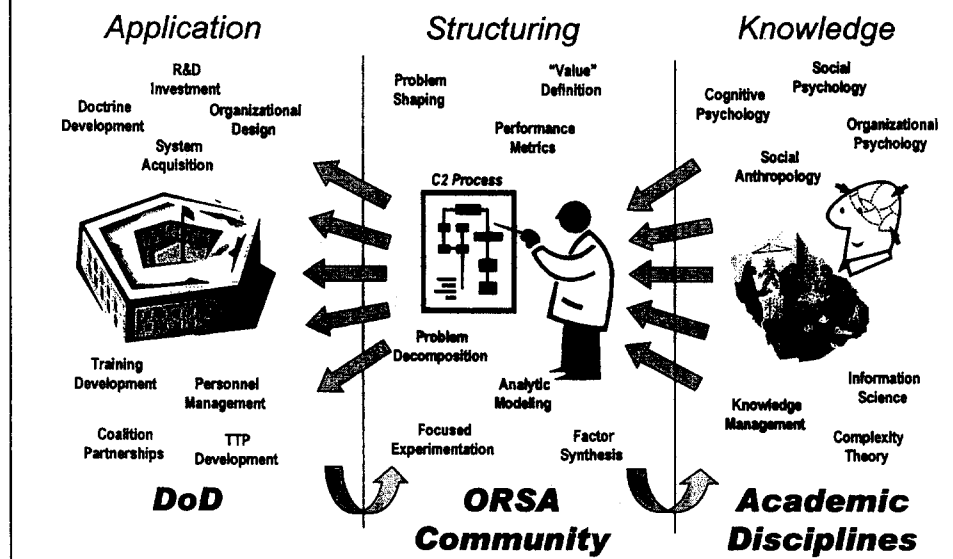 Application
R&D
Investment
Doctrine
Development
Organizational
Design
System
Acquisition
Training
Development
Personnel
Management
Coalition
Partnerships
TTP
Development
DoD
Structuring
Problem
Shaping
"Value"
Definition
Performance
Metrics
C2 Process
Problem
Decomposition
Analytic
Modeling
Focused
Experimentation
Factor
Synthesis
ORSA
Community
Knowledge
Social
Psychology
Cognitive
Psychology
Organizational
Psychology
Social
Anthropology
Information
Science
Knowledge
Management
Complexity
Theory
Academic
Disciplines